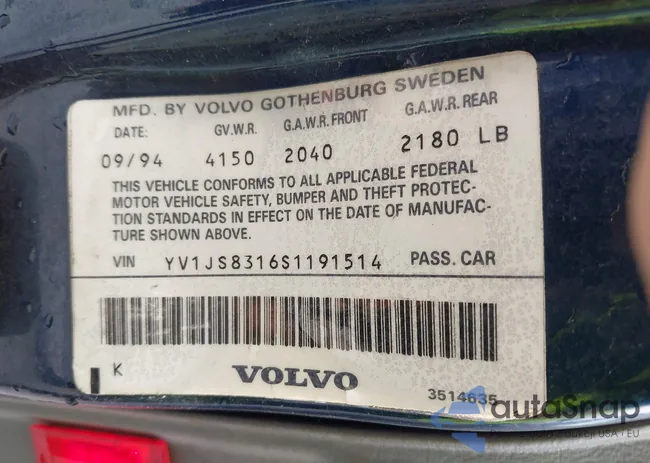 MFD. BY VOLVO GOTHENBURG SWEDEN
DATE: GV.W.R. G.A.W.R. FRONT G.A.W.R. REAR
09/94 4150 2040 2180 LB
THIS VEHICLE CONFORMS TO ALL APPLICABLE FEDERAL
MOTOR VEHICLE SAFETY, BUMPER AND THEFT PROTEC-
TION STANDARDS IN EFFECT ON THE DATE OF MANUFAC-
TURE SHOWN ABOVE.
VIN YV1JS8316S1191514 PASS. CAR
K VOLVO 3514635
autoSnap
USA - EU